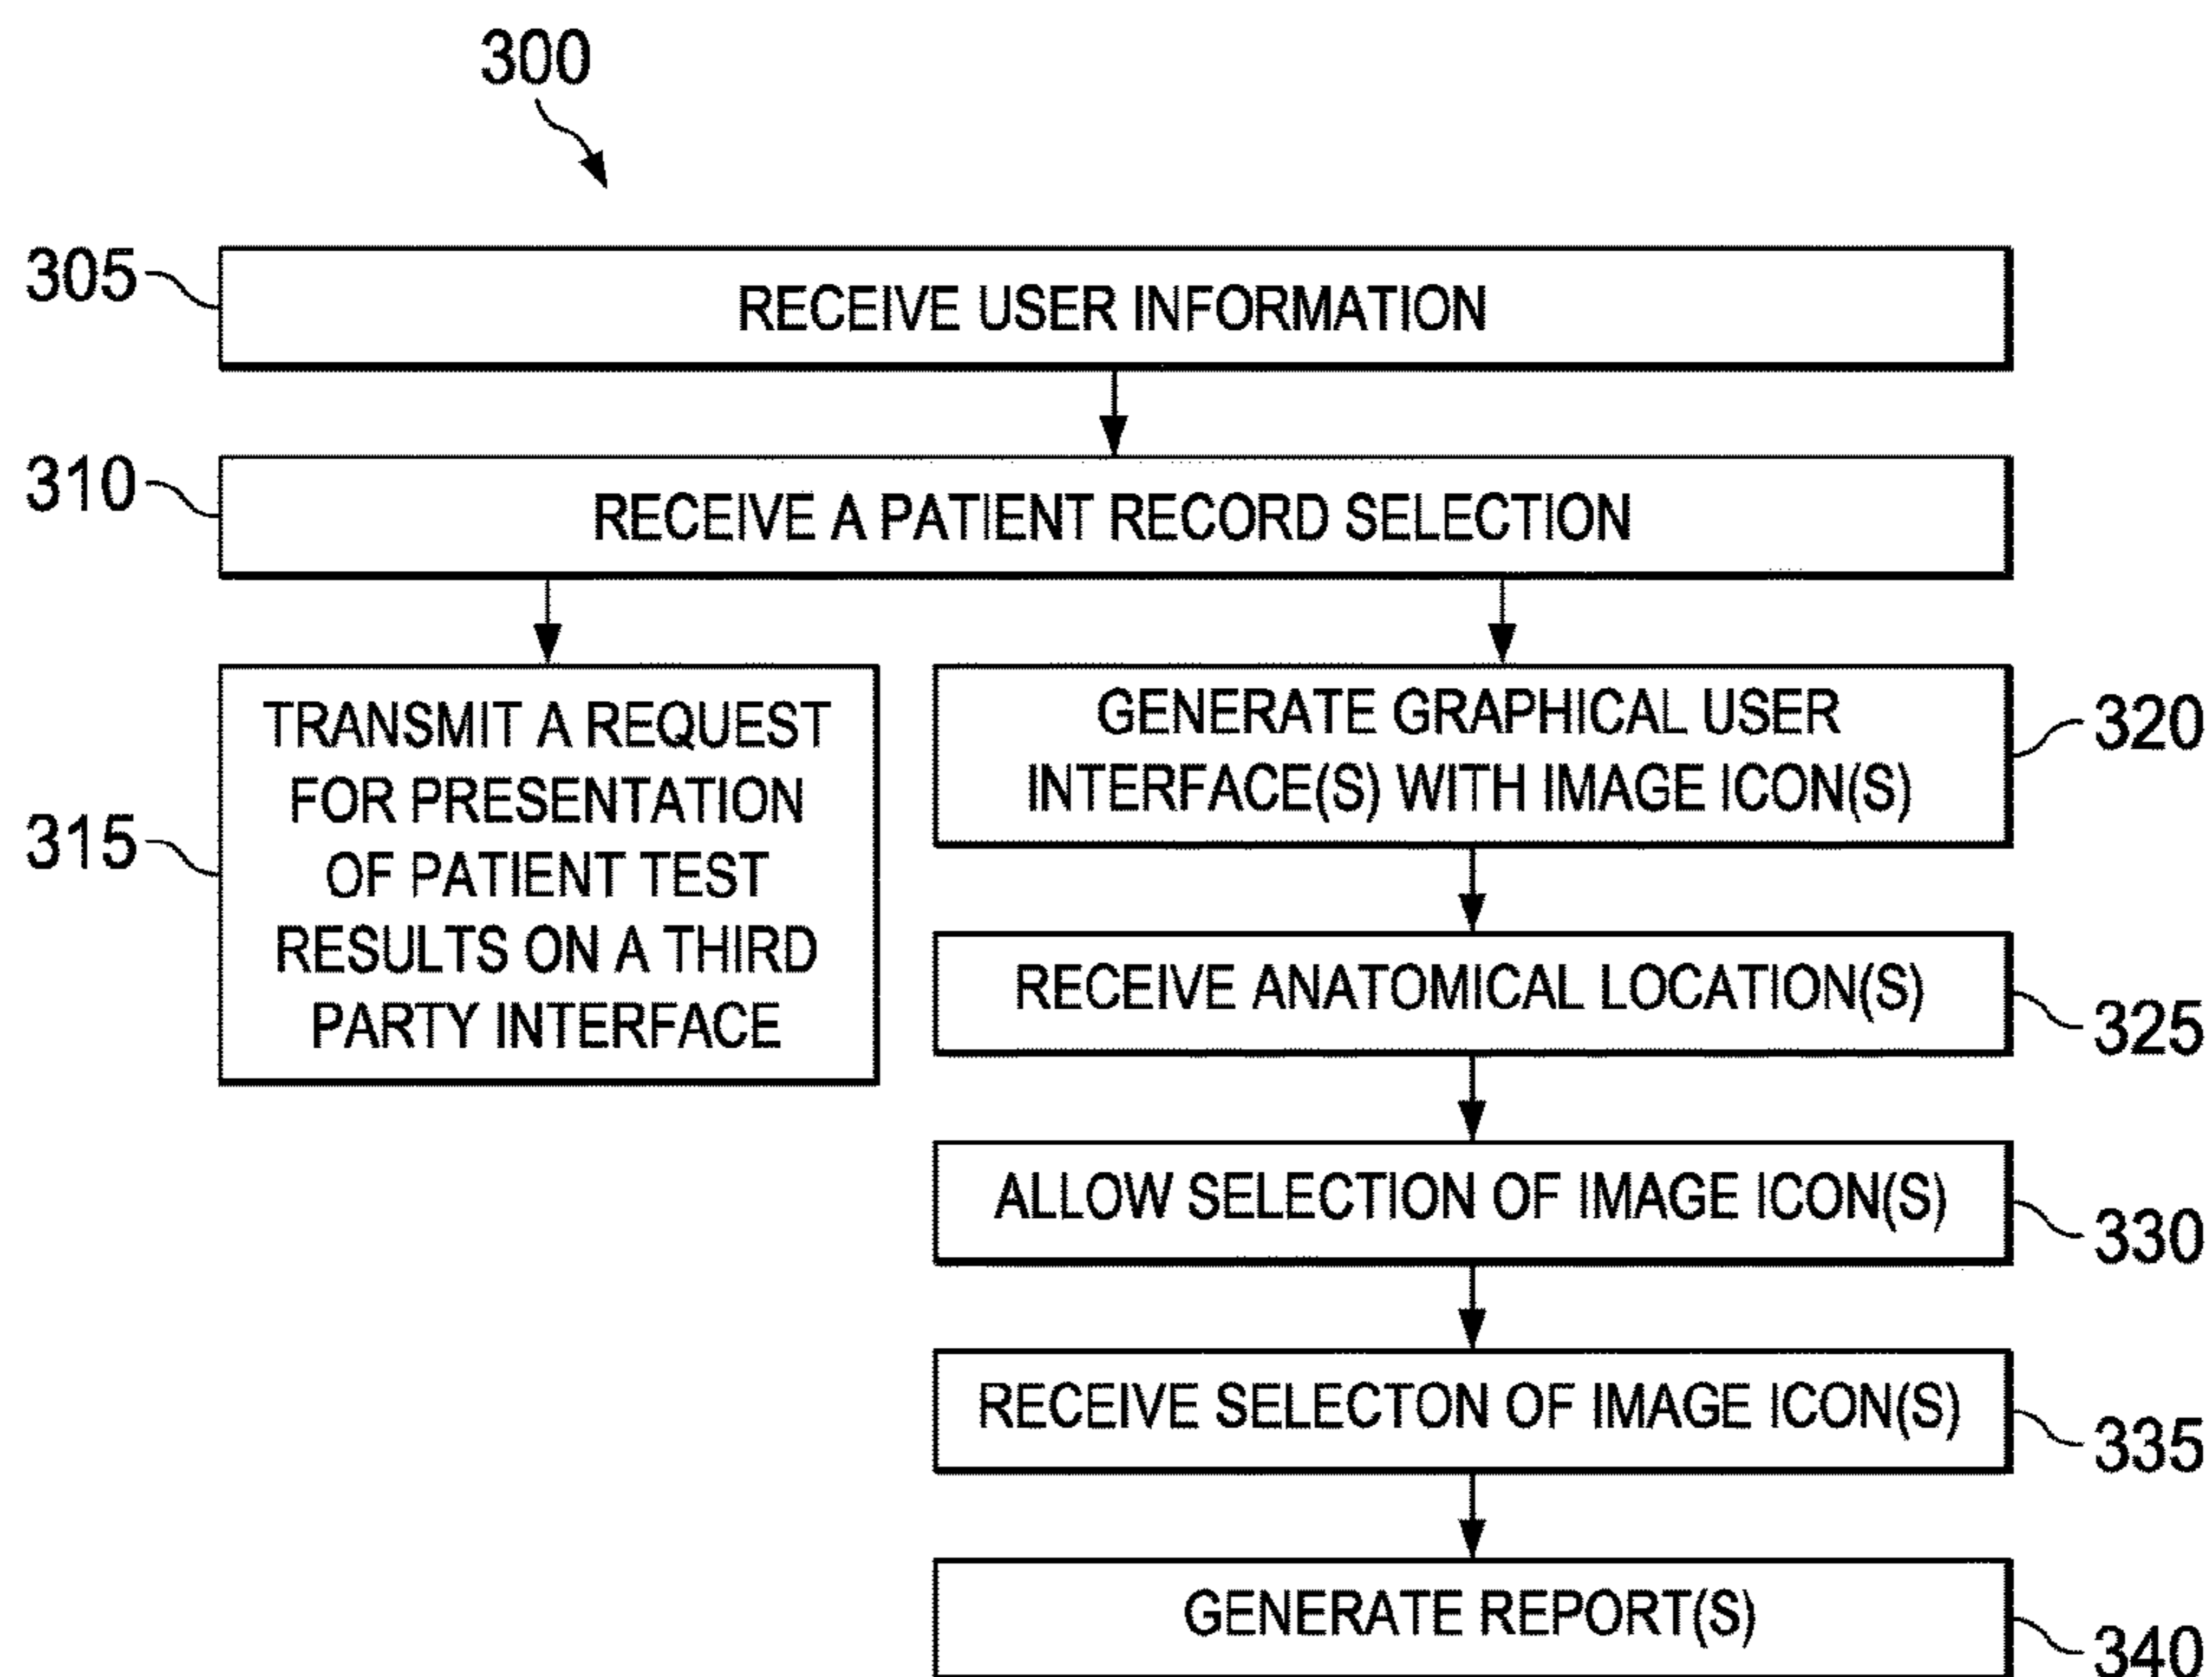 300
305
RECEIVE USER INFORMATION
310
RECEIVE A PATIENT RECORD SELECTION
315
TRANSMIT A REQUEST
FOR PRESENTATION
OF PATIENT TEST
RESULTS ON A THIRD
PARTY INTERFACE
GENERATE GRAPHICAL USER
INTERFACE(S) WITH IMAGE ICON(S)
320
RECEIVE ANATOMICAL LOCATION(S)
325
ALLOW SELECTION OF IMAGE ICON(S)
330
RECEIVE SELECTON OF IMAGE ICON(S)
335
GENERATE REPORT(S)
340